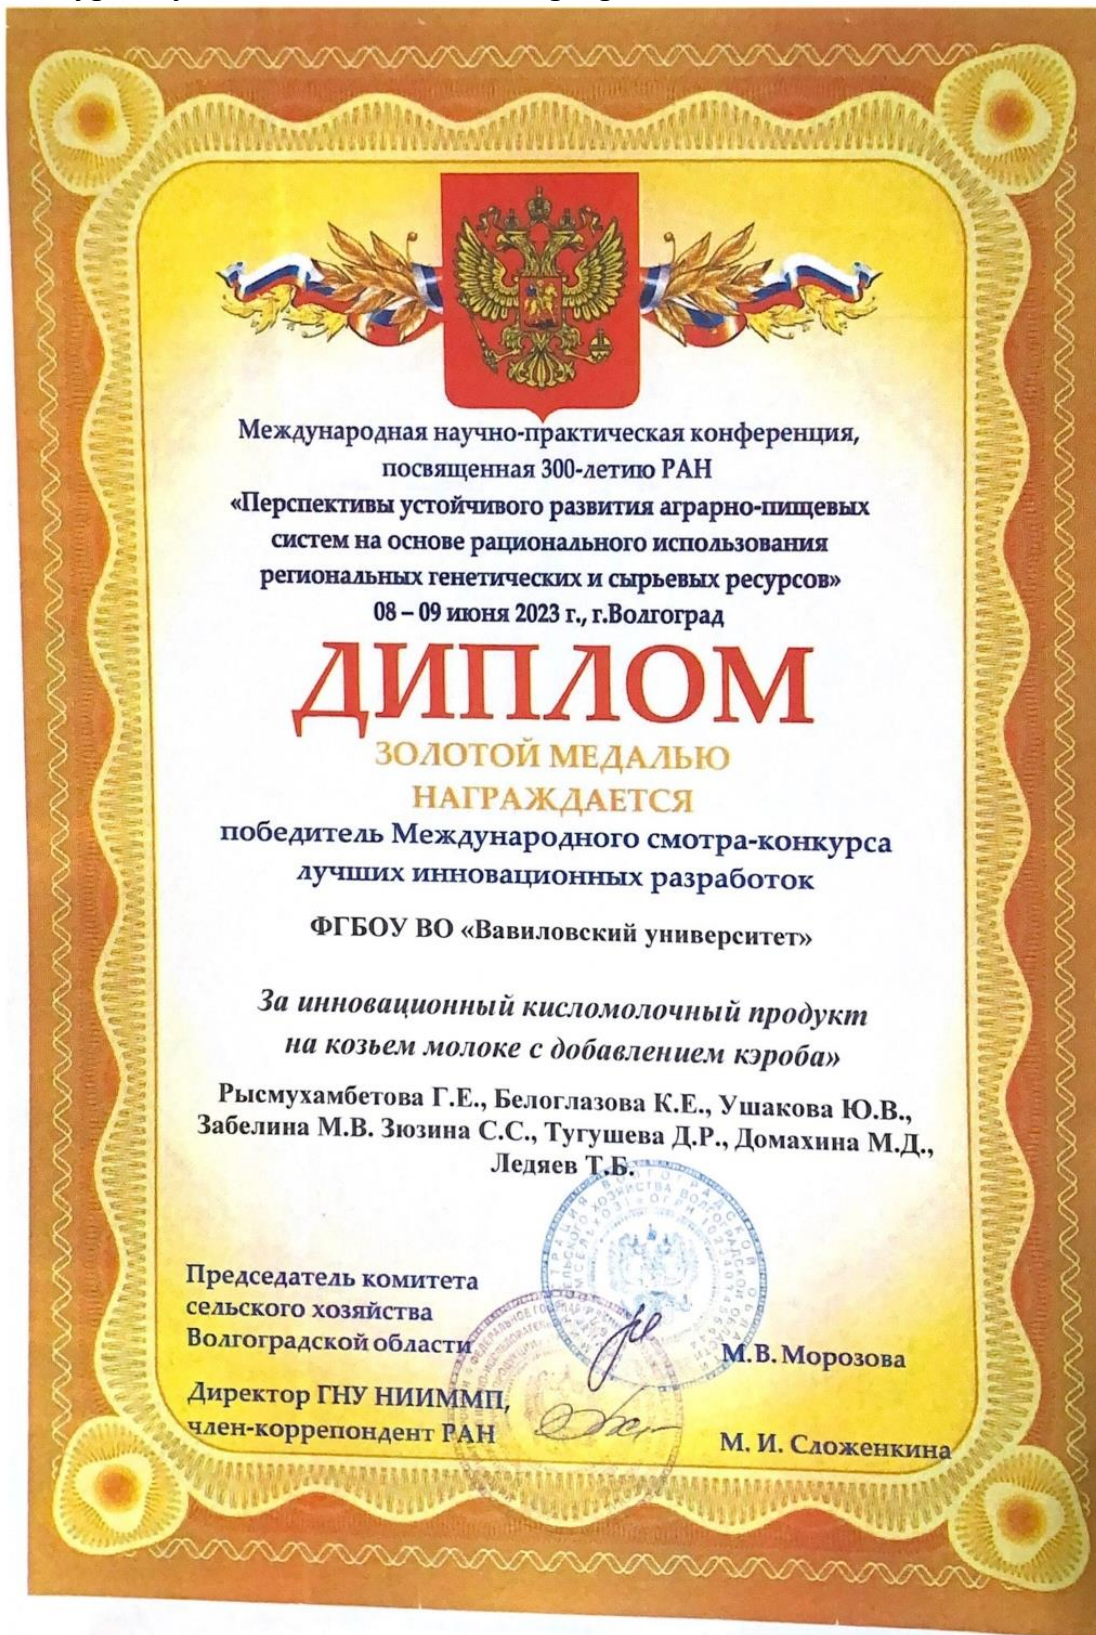 Международная научно-практическая конференция,
посвященная 300-летию РАН
«Перспективы устойчивого развития аграрно-пищевых
систем на основе рационального использования
региональных генетических и сырьевых ресурсов»
08 – 09 июня 2023 г., г.Волгоград
ДИПЛОМ
ЗОЛОТОЙ МЕДАЛЬЮ
НАГРАЖДАЕТСЯ
победитель Международного смотра-конкурса
лучших инновационных разработок
ФГБОУ ВО «Вавиловский университет»
За инновационный кисломолочный продукт
на козьем молоке с добавлением кэроба»
Рысмухамбетова Г.Е., Белоглазова К.Е., Ушакова Ю.В.,
Забелина М.В. Зюзина С.С., Тугушева Д.Р., Домахина М.Д.,
Ледяев Т.Б.
Председатель комитета
сельского хозяйства
Волгоградской области
М.В. Морозова
Директор ГНУ НИИММП,
член-коррепондент РАН
М. И. Сложенкина